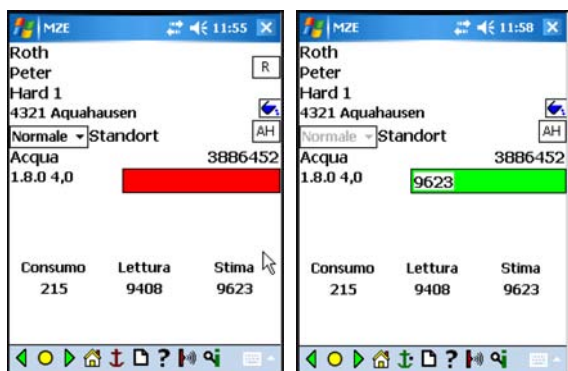 MZE 11:55
Roth
Peter
R
Hard 1
4321 Aquahausen
Normale Standort AH
Acqua 3886452
1.8.0 4,0
Consumo Lettura Stima
215 9408 9623
?
MZE 11:58
Roth
Peter
Hard 1
4321 Aquahausen
Normale Standort AH
Acqua 3886452
1.8.0 4,0 9623
Consumo Lettura Stima
215 9408 9623
?